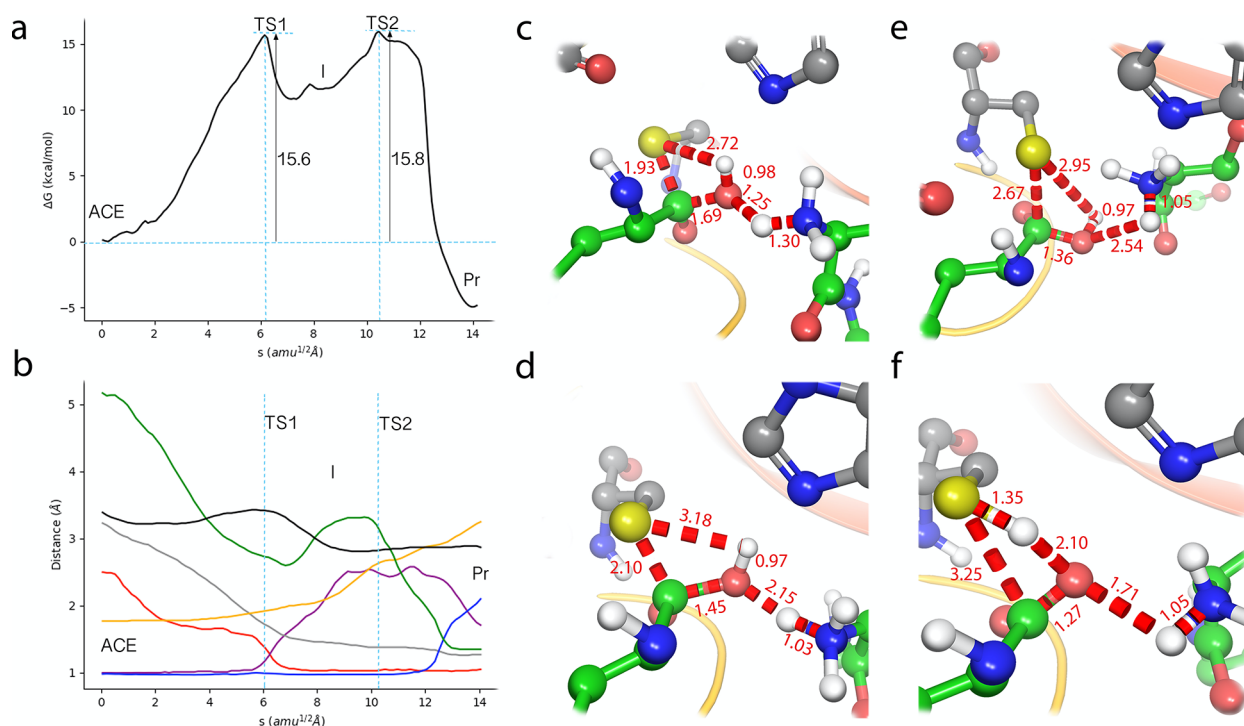 a
TS1
TS2
15
I
10
15.6
15.8
5
ACE
0
Pr
−5
ΔG (kcal/mol)
0 2 4 6 8 10 12 14
s (amu1/2Å)
b
5
TS1
TS2
I
4
3
Pr
2
ACE
1
Distance (Å)
0 2 4 6 8 10 12 14
s (amu1/2Å)
c
2.72
1.93
0.98
1.25
1.69
1.30
d
3.18
2.10
0.97
2.15
1.45
1.03
e
2.95
2.67
0.97
1.05
2.54
1.36
f
1.35
2.10
3.25
1.71
1.05
1.27